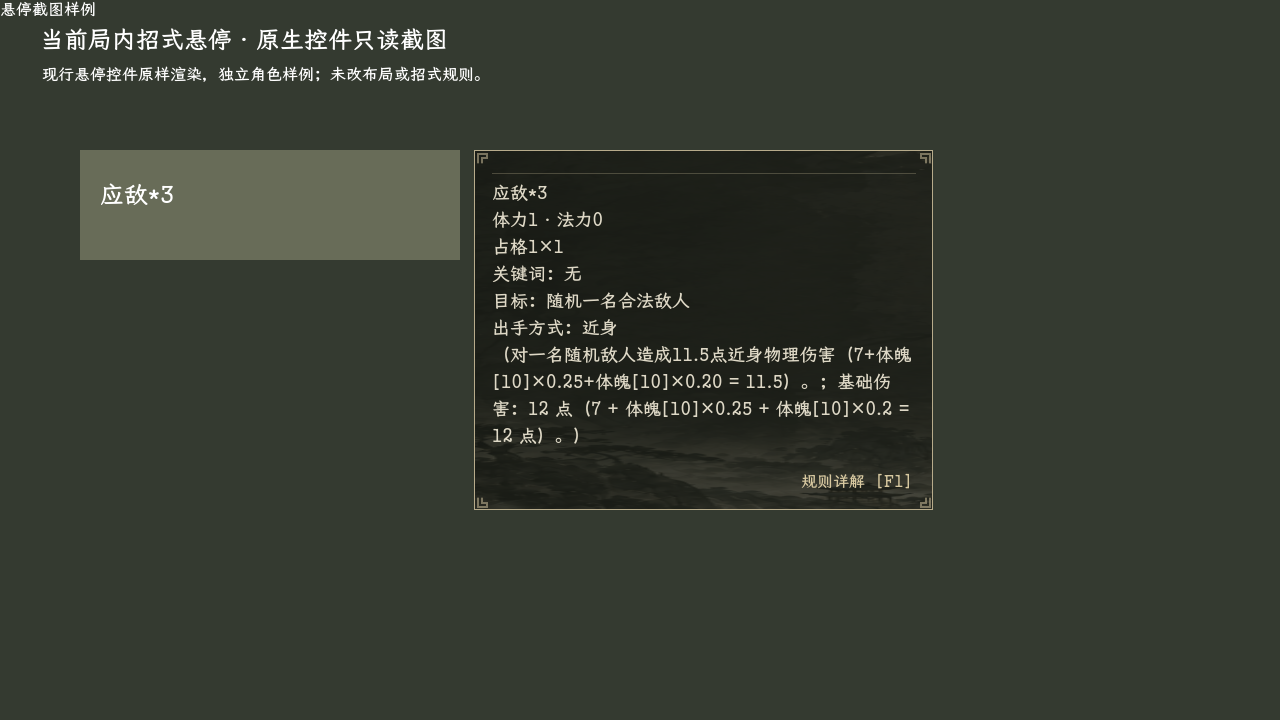 悬停截图样例
当前局内招式悬停 · 原生控件只读截图
现行悬停控件原样渲染，独立角色样例；未改布局或招式规则。
应敌*3
应敌*3
体力1 · 法力0
占格1×1
关键词：无
目标：随机一名合法敌人
出手方式：近身
（对一名随机敌人造成11.5点近身物理伤害（7+体魄
[10]×0.25+体魄[10]×0.20 = 11.5）。；基础伤
害：12 点（7 + 体魄[10]×0.25 + 体魄[10]×0.2 =
12 点）。）
规则详解 [F1]